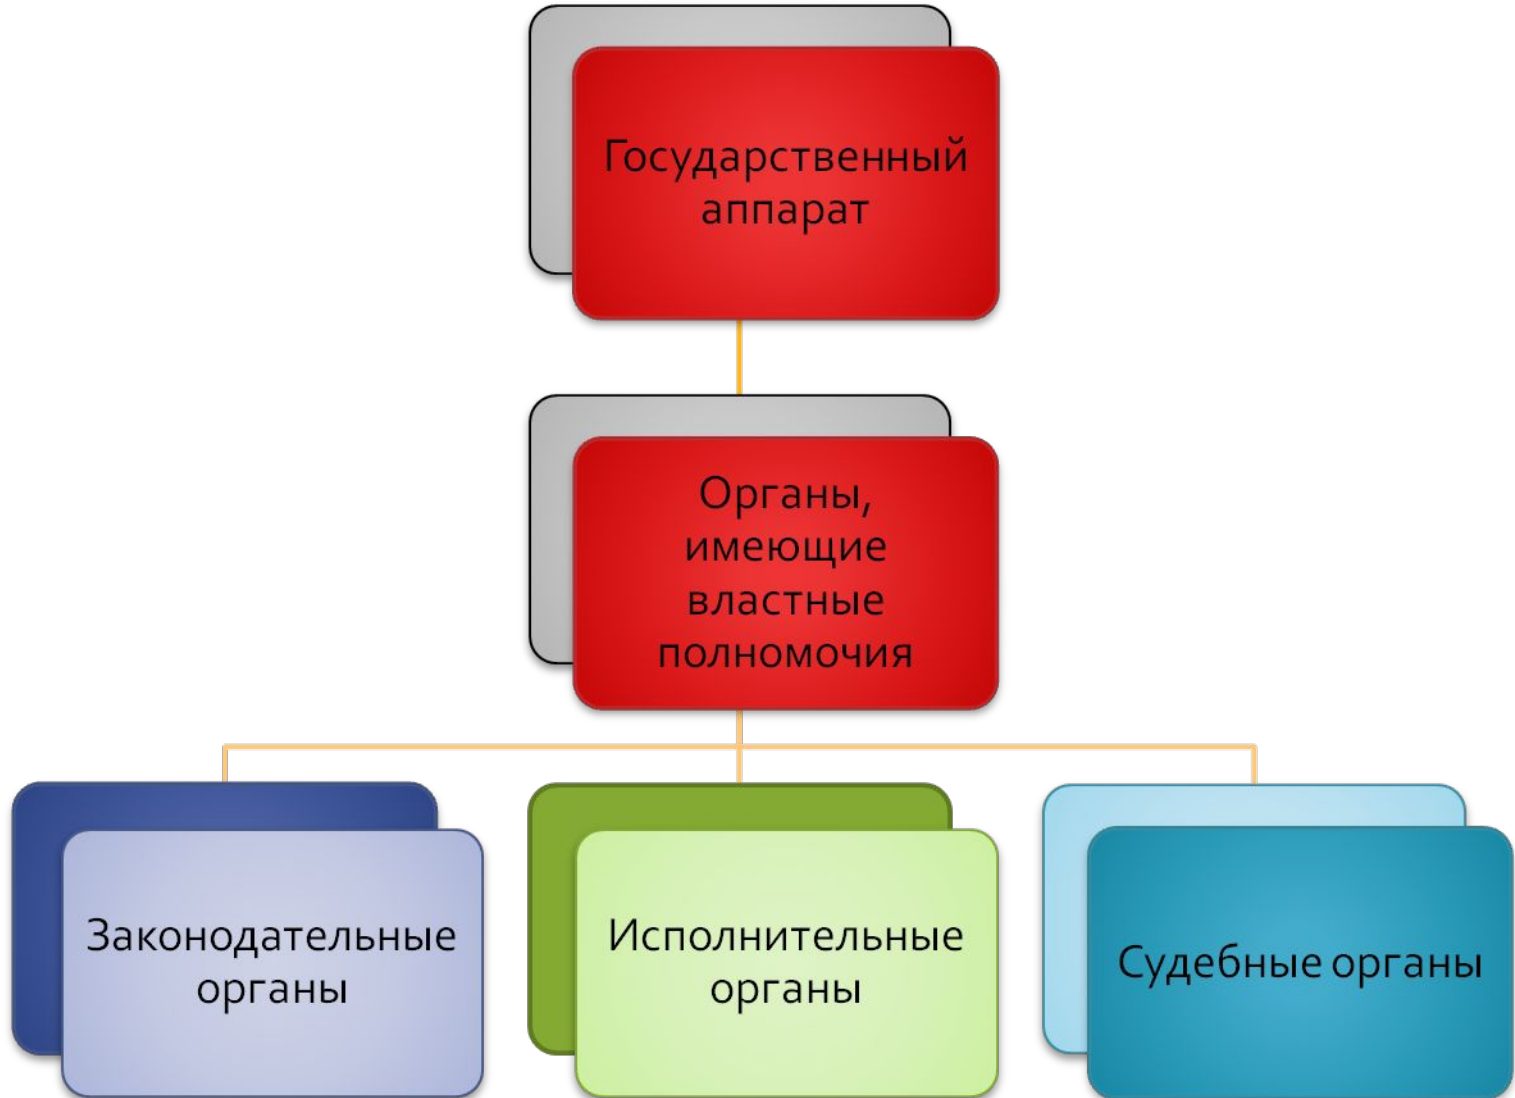 Государственный
аппарат
Органы,
имеющие
властные
полномочия
Законодательные
органы
Исполнительные
органы
Судебные органы